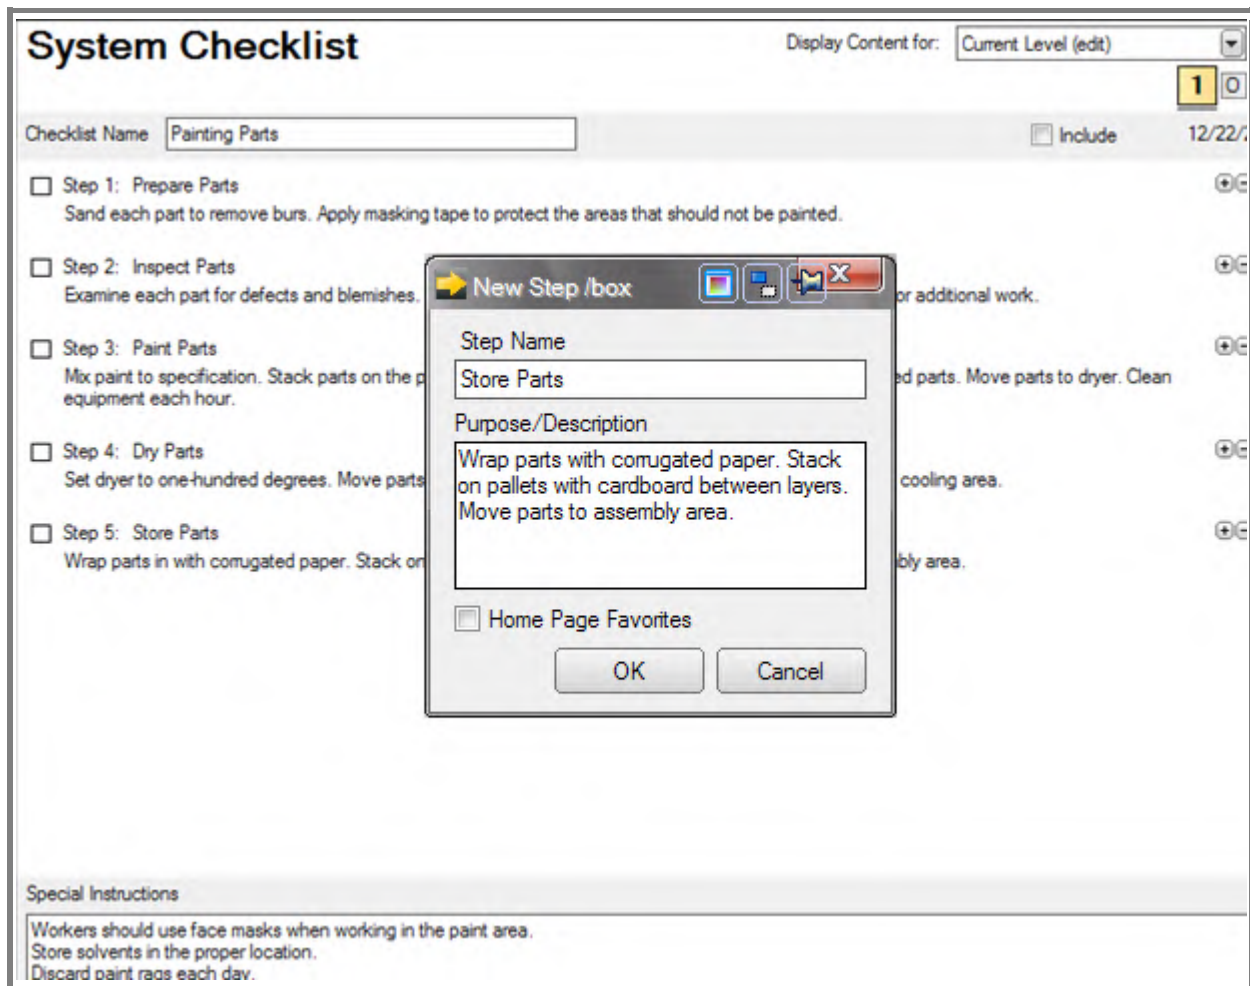 System Checklist
Display Content for: Current Level (edit)
1 O
Checklist Name Painting Parts Include 12/22/
Step 1: Prepare Parts
Sand each part to remove burs. Apply masking tape to protect the areas that should not be painted.
Step 2: Inspect Parts
Examine each part for defects and blemishes. or additional work.
Step 3: Paint Parts
Mix paint to specification. Stack parts on the p ed parts. Move parts to dryer. Clean
equipment each hour.
Step 4: Dry Parts
Set dryer to one-hundred degrees. Move parts cooling area.
Step 5: Store Parts
Wrap parts in with corrugated paper. Stack on bly area.
New Step /box
Step Name
Store Parts
Purpose/Description
Wrap parts with corrugated paper. Stack
on pallets with cardboard between layers.
Move parts to assembly area.
Home Page Favorites
OK Cancel
Special Instructions
Workers should use face masks when working in the paint area.
Store solvents in the proper location.
Discard paint rags each day.